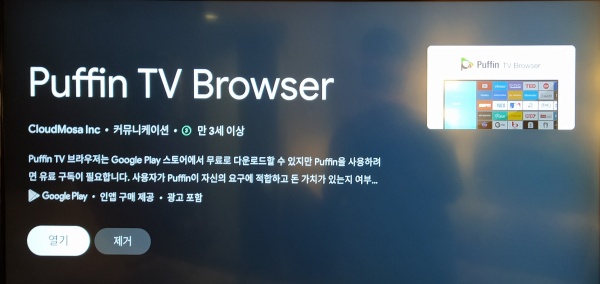 Puffin TV Browser
Puffin TV Browser
CloudMosa Inc • 커뮤니케이션 • ③ 만 3세 이상
Puffin TV 브라우저는 Google Play 스토어에서 무료로 다운로드할 수 있지만 Puffin을 사용하려
면 유료 구독이 필요합니다. 사용자가 Puffin이 자신의 요구에 적합하고 돈 가치가 있는지 여부...
Google Play • 인앱 구매 제공 • 광고 포함
열기
제거